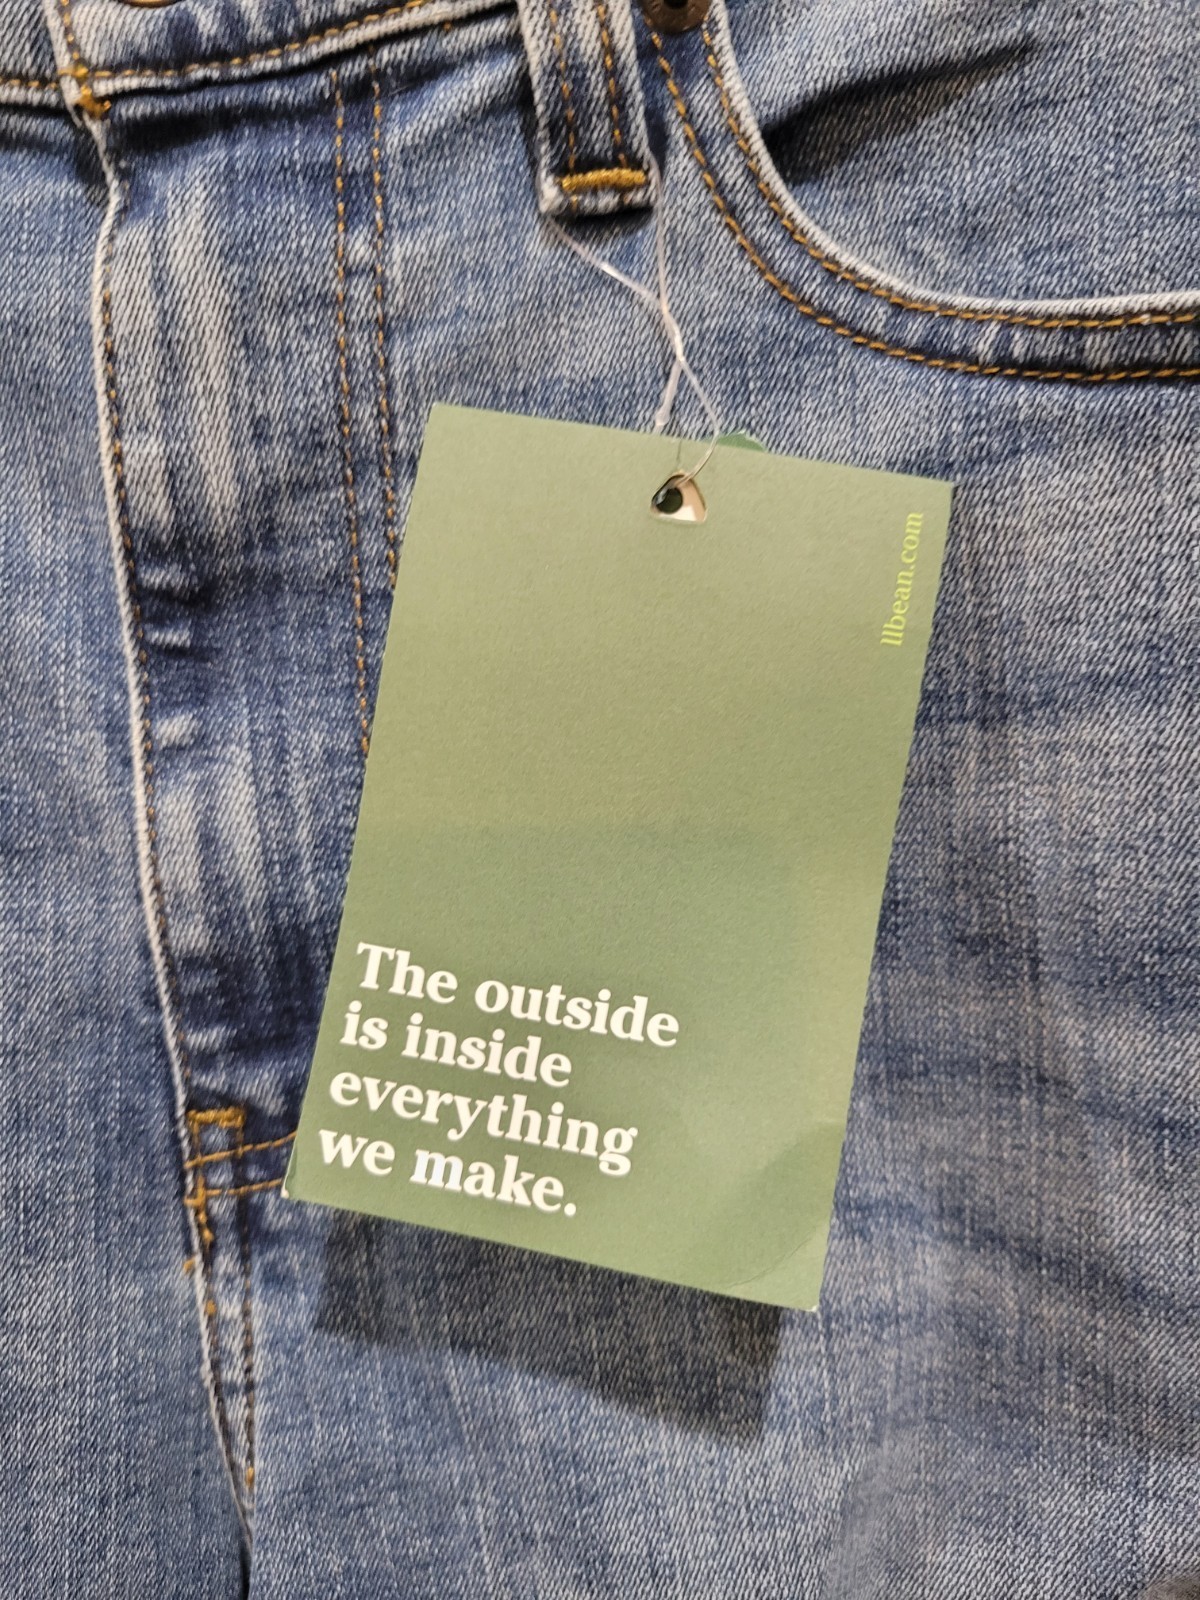 llbean.com
The outside
is inside
everything
we make.